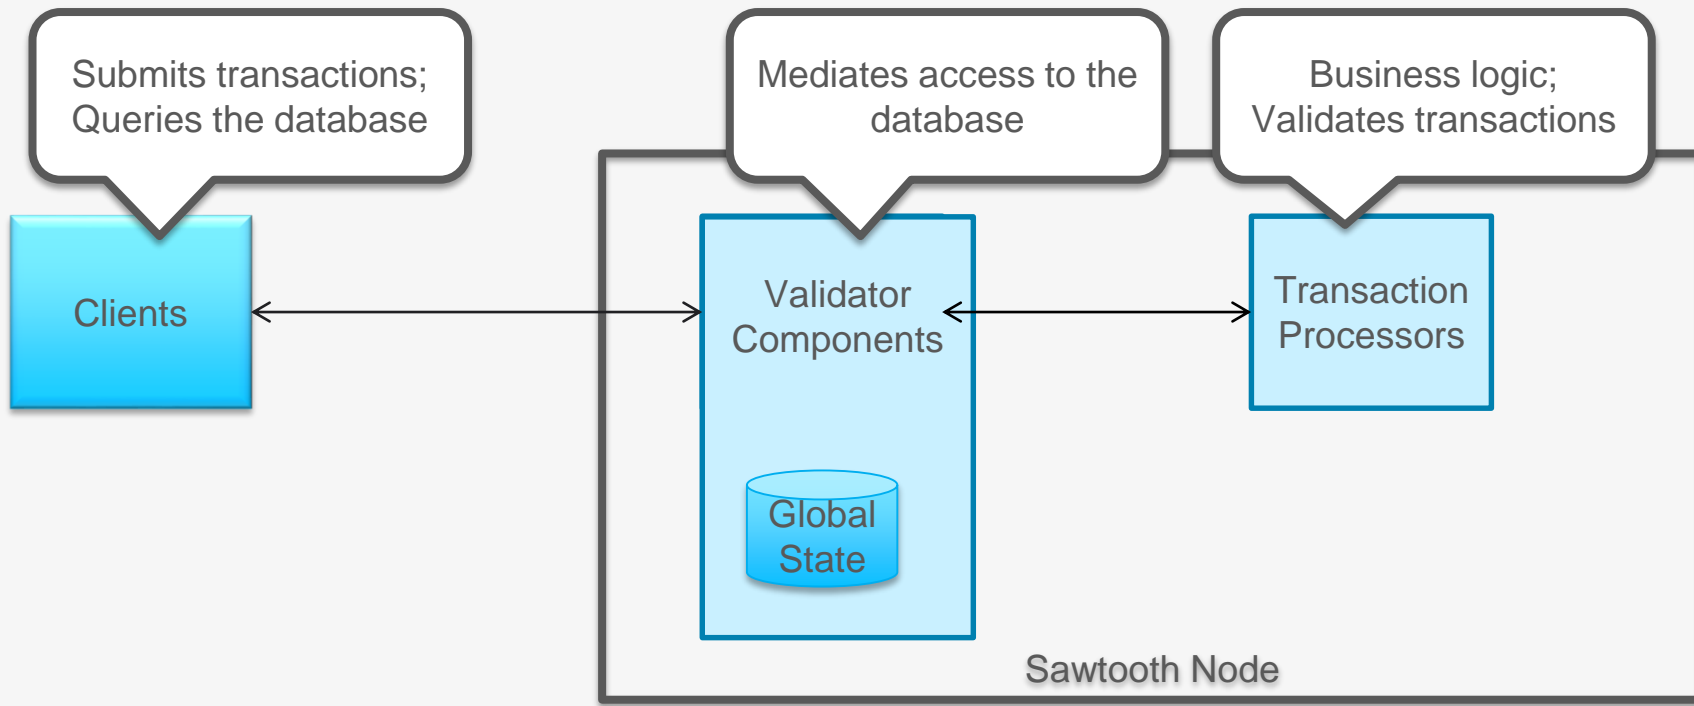 Submits transactions;
Queries the database
Mediates access to the
database
Business logic;
Validates transactions
Clients
Validator
Components
Transaction
Processors
Global
State
Sawtooth Node